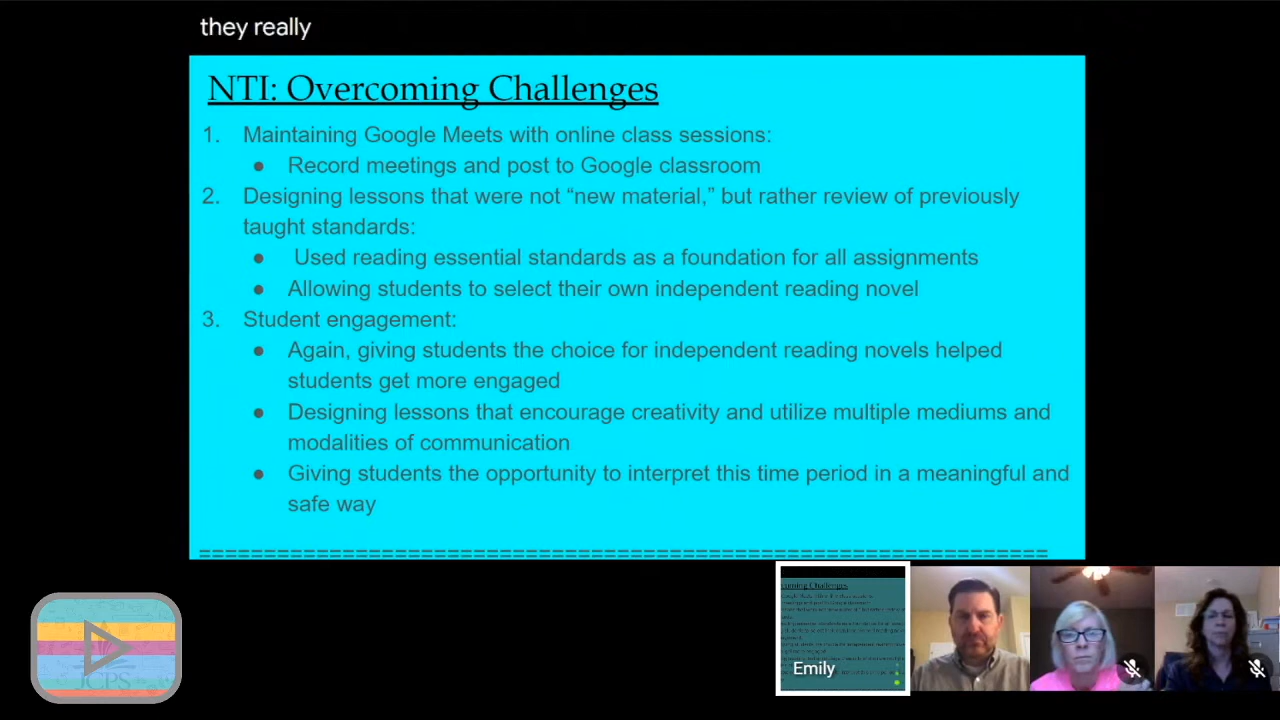 they really
NTI: Overcoming Challenges
1. Maintaining Google Meets with online class sessions:
● Record meetings and post to Google classroom
2. Designing lessons that were not “new material,” but rather review of previously
taught standards:
● Used reading essential standards as a foundation for all assignments
● Allowing students to select their own independent reading novel
3. Student engagement:
● Again, giving students the choice for independent reading novels helped
students get more engaged
● Designing lessons that encourage creativity and utilize multiple mediums and
modalities of communication
● Giving students the opportunity to interpret this time period in a meaningful and
safe way
coming Challenges
Emily
JCPS